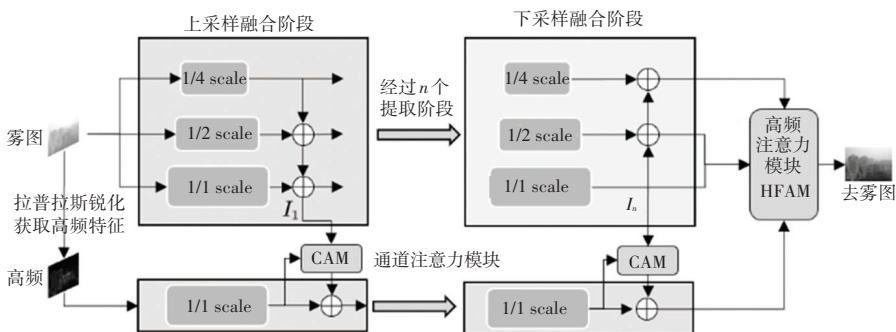 上采样融合阶段
下采样融合阶段
1/4 scale
1/2 scale
1/1 scale
I1
雾图
拉普拉斯锐化
获取高频特征
高频
经过n个
提取阶段
1/4 scale
1/2 scale
1/1 scale
In
高频
注意力
模块
HFAM
去雾图
CAM
通道注意力模块
CAM
1/1 scale
1/1 scale